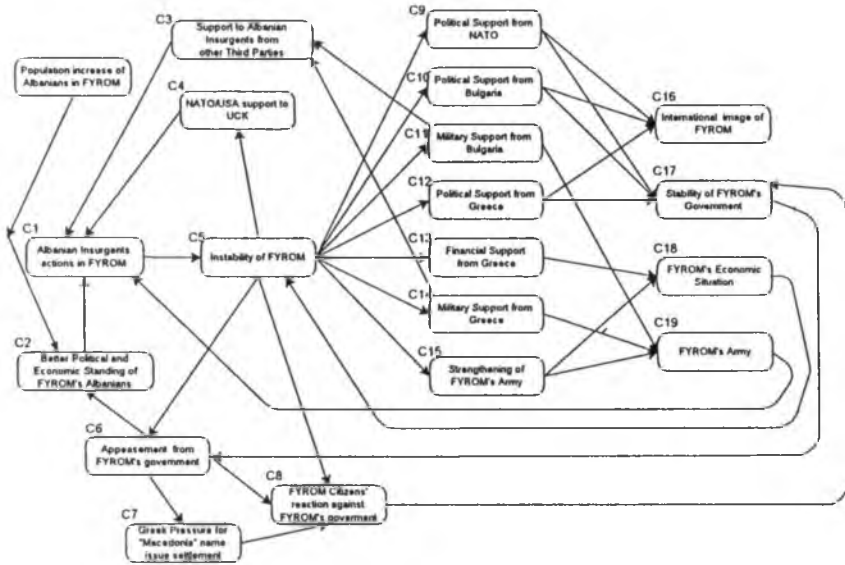 C3
Support to Albanian
Insurgents from
other Third Parties
Population increase of
Albanians in FYROM
C4
NATO/USA support to
UCK
C1
Albanian Insurgents
actions in FYROM
C5
Instability of FYROM
C2
Better Political and
Economic Standing of
FYROM's Albanians
C6
Appeasement from
FYROM's government
C7
Greek Pressure for
"Macedonia" name
issue settlement
C8
FYROM Citizens'
reaction against
FYROM's goverment
C9
Political Support from
NATO
C10
Political Support from
Bulgaria
C11
Military Support from
Bulgaria
C12
Political Support from
Greece
C13
Financial Support
from Greece
C14
Military Support from
Greece
C15
Strengthening of
FYROM's Army
C16
International image of
FYROM
C17
Stability of FYROM's
Government
C18
FYROM's Economic
Situation
C19
FYROM's Army